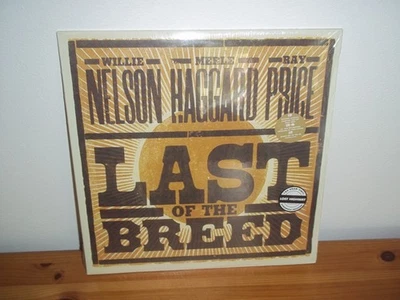 WILLIE MERLE RAY
NELSON HAGGARD PRICE
LAST
OF THE
BREED